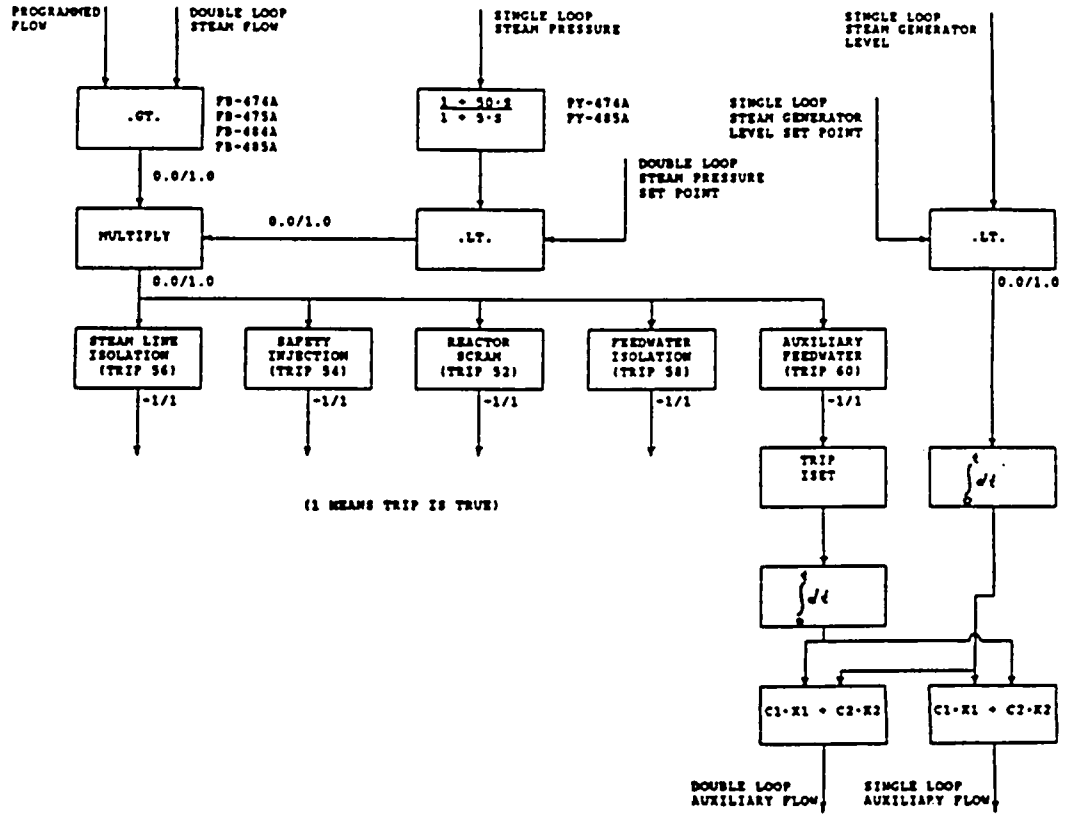 PROGRAMMED
FLOW
DOUBLE LOOP
STEAM FLOW
SINGLE LOOP
STEAM PRESSURE
SINGLE LOOP
STEAM GENERATOR
LEVEL
.GT.
FB-474A
FB-475A
FB-484A
FB-485A
1 + 50·S
1 + 5·S
PY-474A
PY-485A
SINGLE LOOP
STEAM GENERATOR
LEVEL SET POINT
DOUBLE LOOP
STEAM PRESSURE
SET POINT
0.0/1.0
MULTIPLY
0.0/1.0
.LT.
.LT.
0.0/1.0
0.0/1.0
STEAM LINE
ISOLATION
(TRIP 56)
SAFETY
INJECTION
(TRIP 54)
REACTOR
SCRAM
(TRIP 52)
FEEDWATER
ISOLATION
(TRIP 58)
AUXILIARY
FEEDWATER
(TRIP 60)
-1/1
-1/1
-1/1
-1/1
-1/1
TRIP
ISET
∫₀ᵗ dt
(1 MEANS TRIP IS TRUE)
∫₀ᵗ dt
C1·X1 + C2·X2
C1·X1 + C2·X2
DOUBLE LOOP
AUXILIARY FLOW
SINGLE LOOP
AUXILIARY FLOW